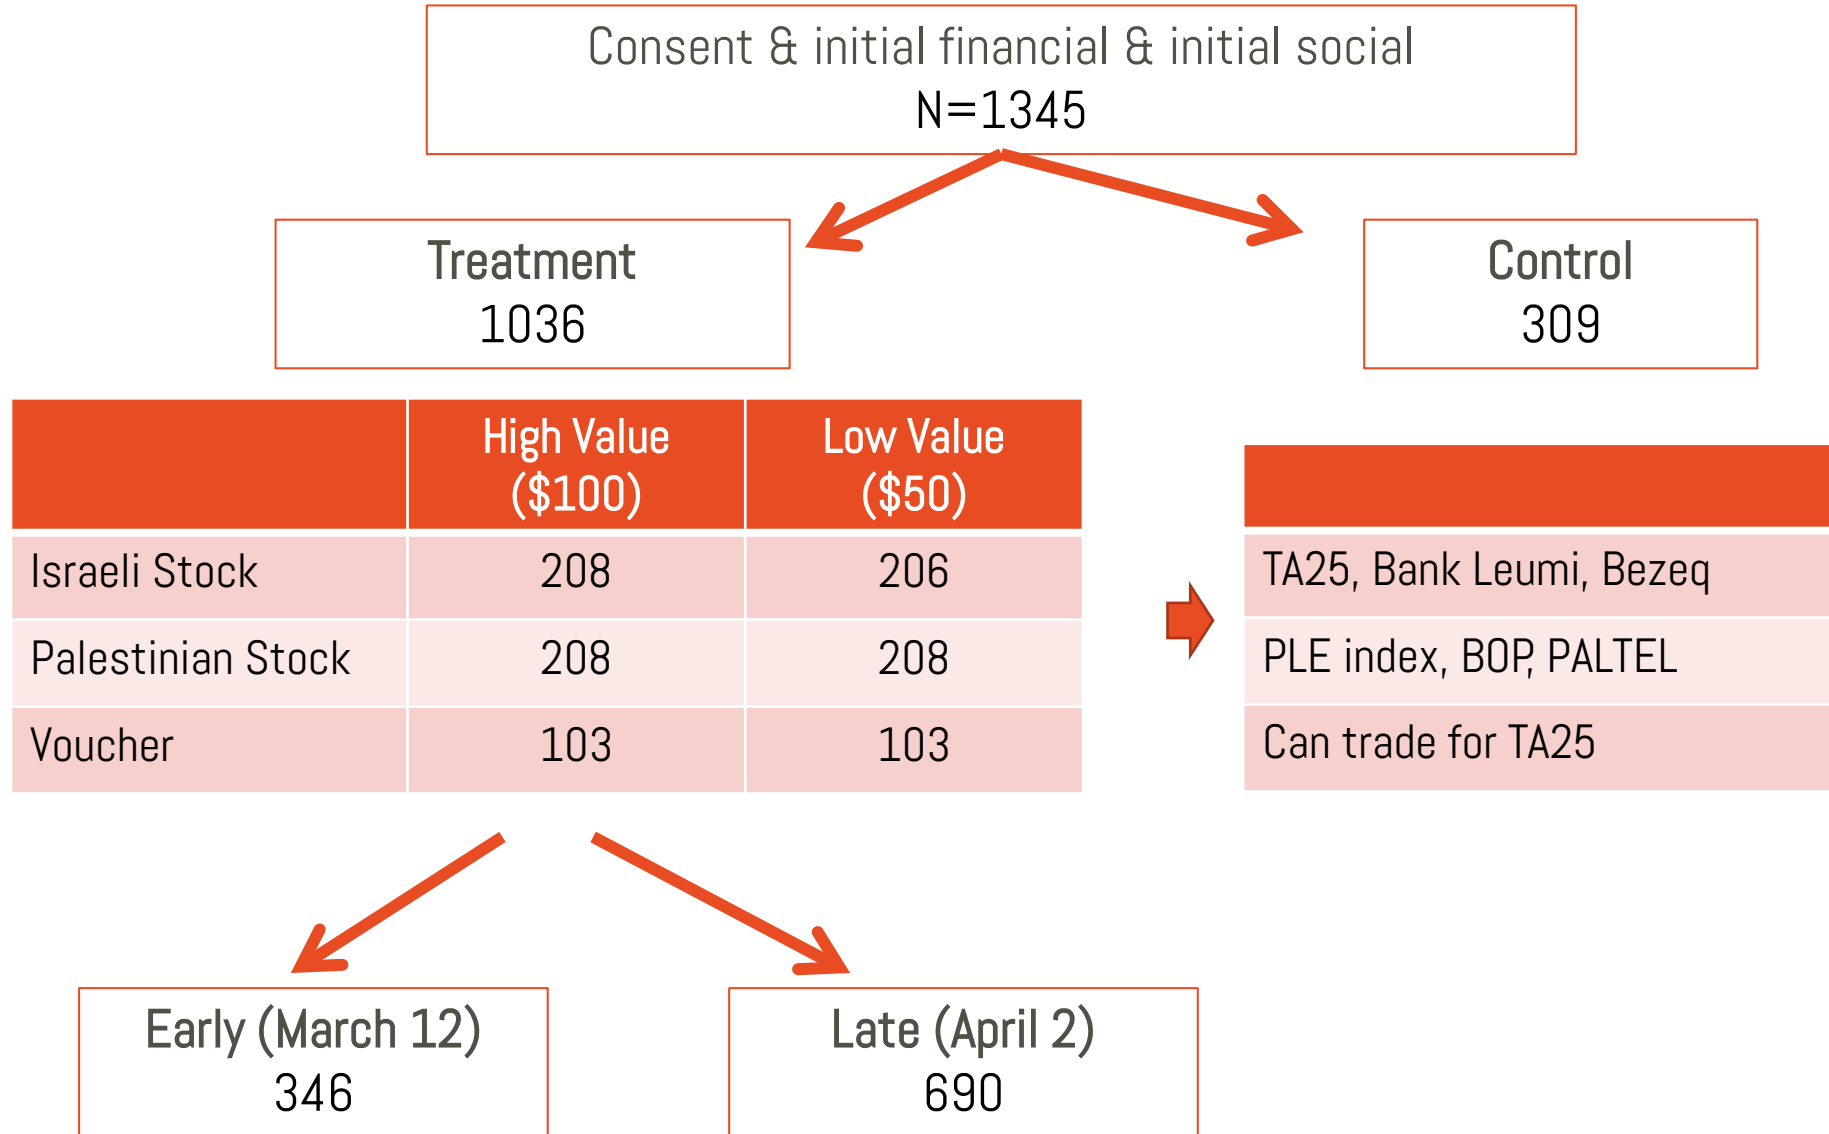 Consent & initial financial & initial social
N=1345
Treatment
1036
Control
309
High Value
($100)
Low Value
($50)
Israeli Stock 208 206
Palestinian Stock 208 208
Voucher 103 103
TA25, Bank Leumi, Bezeq
PLE index, BOP, PALTEL
Can trade for TA25
Early (March 12)
346
Late (April 2)
690